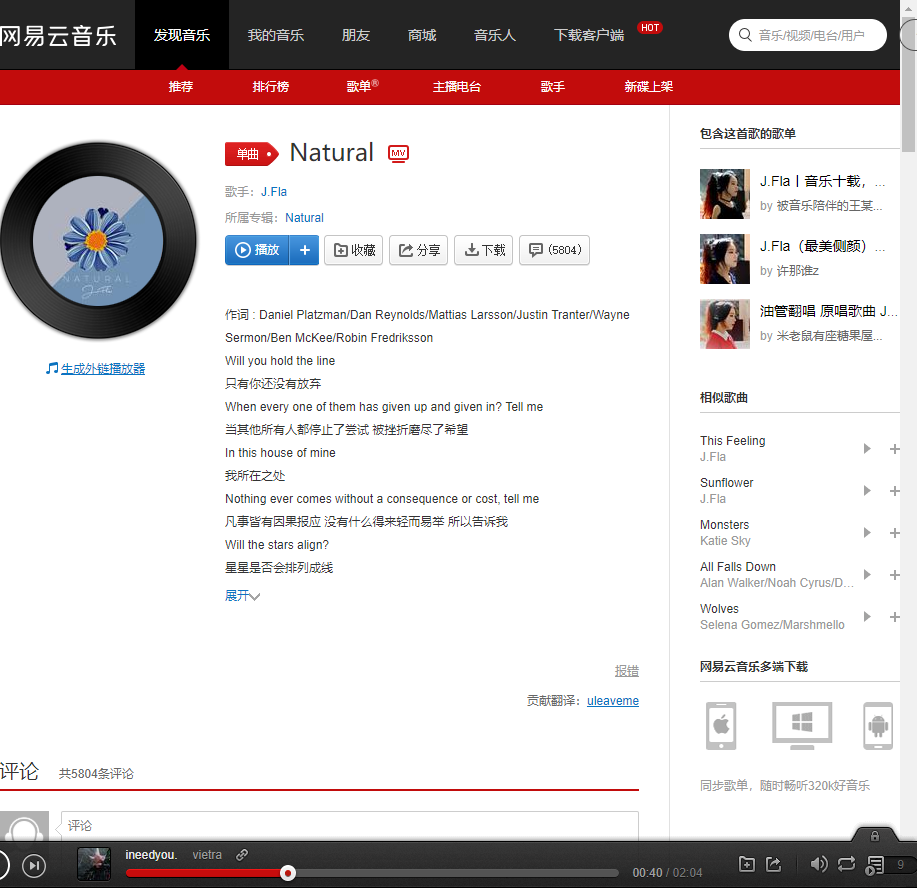 网易云音乐
发现音乐 我的音乐 朋友 商城 音乐人 下载客户端 HOT 音乐/视频/电台/用户
推荐 排行榜 歌单® 主播电台 歌手 新碟上架
单曲 Natural MV
歌手：J.Fla
所属专辑：Natural
播放 + 收藏 分享 下载 (5804)
NATURAL
J.Fla
生成外链播放器
作词 : Daniel Platzman/Dan Reynolds/Mattias Larsson/Justin Tranter/Wayne
Sermon/Ben McKee/Robin Fredriksson
Will you hold the line
只有你还没有放弃
When every one of them has given up and given in? Tell me
当其他所有人都停止了尝试 被挫折磨尽了希望
In this house of mine
我所在之处
Nothing ever comes without a consequence or cost, tell me
凡事皆有因果报应 没有什么得来轻而易举 所以告诉我
Will the stars align?
星星是否会排列成线
展开
报错
贡献翻译：uleaveme
评论 共5804条评论
评论
包含这首歌的歌单
J.Fla丨音乐十载，...
by 被音乐陪伴的王某...
J.Fla（最美侧颜）...
by 许那谁z
油管翻唱 原唱歌曲 J...
by 米老鼠有座糖果屋...
相似歌曲
This Feeling
J.Fla
Sunflower
J.Fla
Monsters
Katie Sky
All Falls Down
Alan Walker/Noah Cyrus/D...
Wolves
Selena Gomez/Marshmello
网易云音乐多端下载
同步歌单，随时畅听320k好音乐
ineedyou. vietra
00:40 / 02:04 9